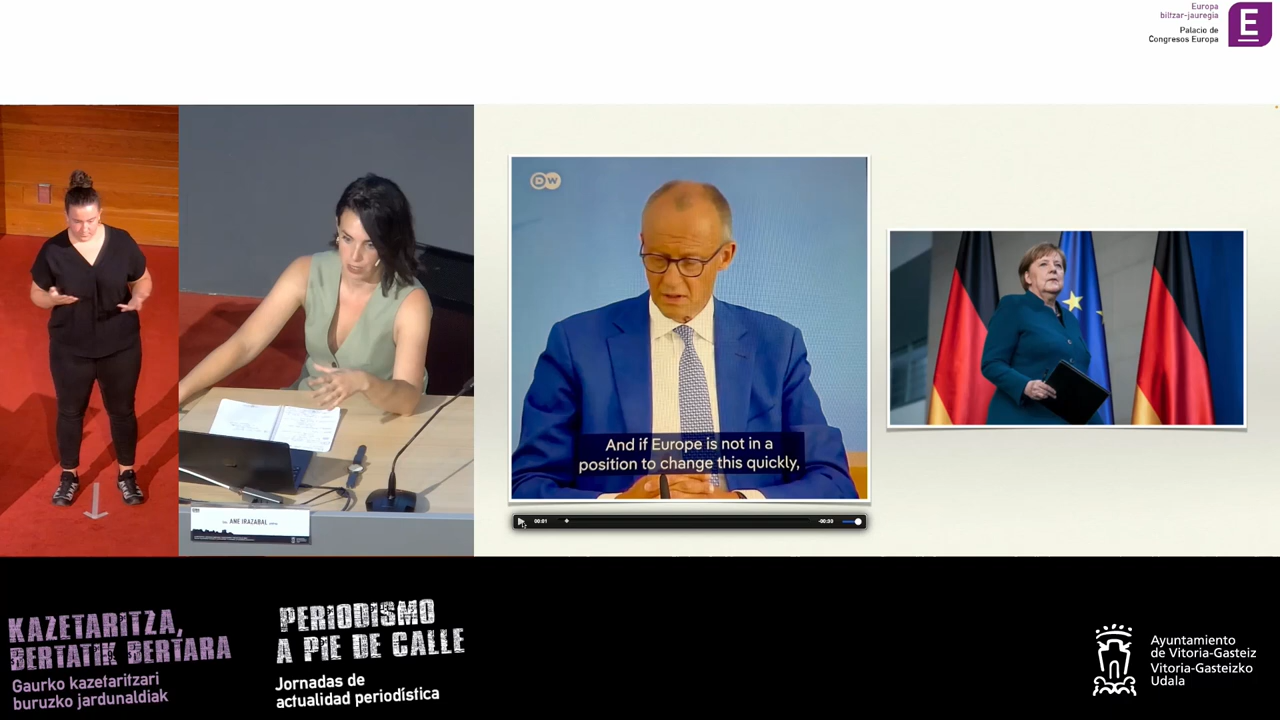 Europa
biltzar-jauregia
Palacio de
Congresos Europa
E
DW
And if Europe is not in a
position to change this quickly,
00:01
-00:30
ANE IRAZABAL
KAZETARITZA,
BERTATIK BERTARA
Gaurko kazetaritzari
buruzko jardunaldiak
PERIODISMO
A PIE DE CALLE
Jornadas de
actualidad periodística
Ayuntamiento
de Vitoria-Gasteiz
Vitoria-Gasteizko
Udala